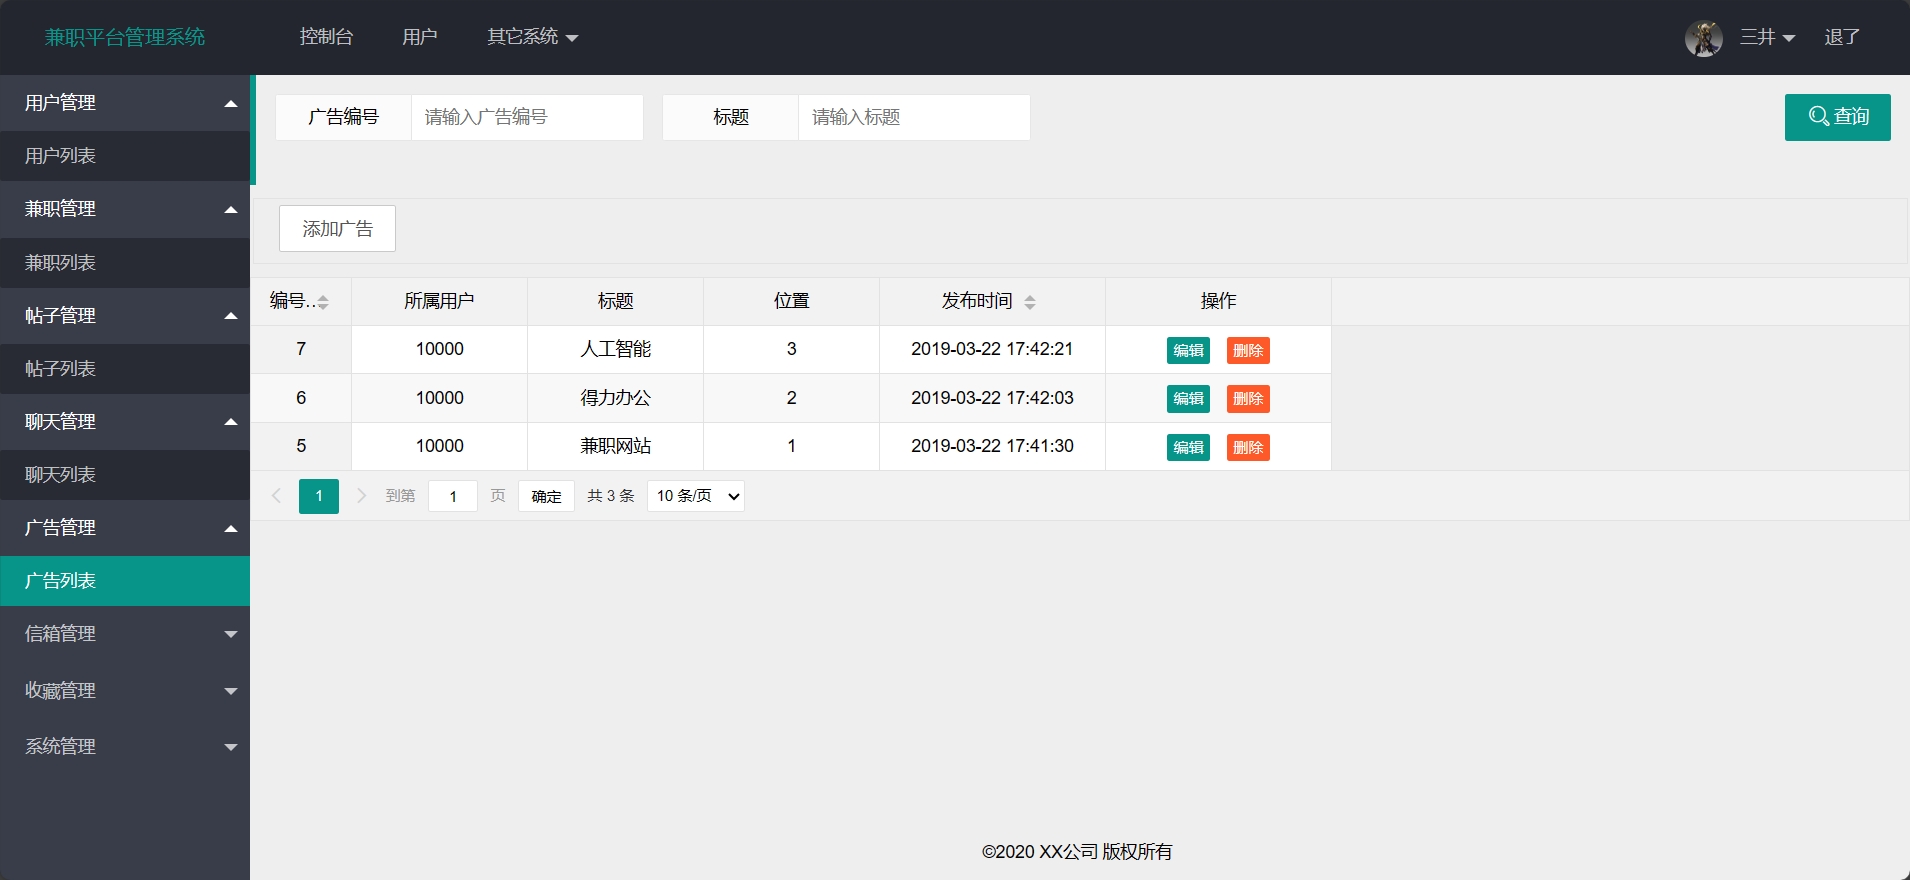 兼职平台管理系统 控制台 用户 其它系统 三井 退了
用户管理
用户列表
兼职管理
兼职列表
帖子管理
帖子列表
聊天管理
聊天列表
广告管理
广告列表
信箱管理
收藏管理
系统管理
广告编号 请输入广告编号 标题 请输入标题 查询
添加广告
编号… 所属用户 标题 位置 发布时间 操作
7 10000 人工智能 3 2019-03-22 17:42:21 编辑 删除
6 10000 得力办公 2 2019-03-22 17:42:03 编辑 删除
5 10000 兼职网站 1 2019-03-22 17:41:30 编辑 删除
1 到第 1 页 确定 共 3 条 10 条/页
©2020 XX公司 版权所有